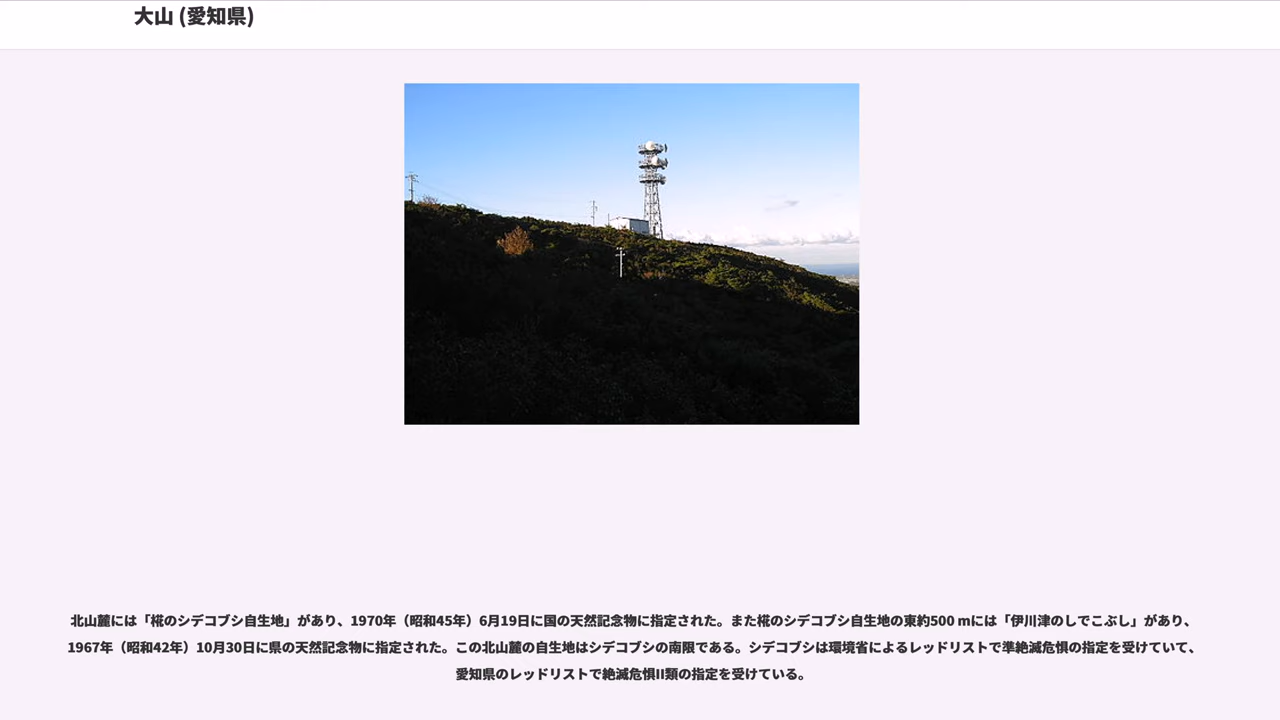 大山 (愛知県)
北山麓には「椛のシデコブシ自生地」があり、1970年（昭和45年）6月19日に国の天然記念物に指定された。また椛のシデコブシ自生地の東約500 mには「伊川津のしでこぶし」があり、
1967年（昭和42年）10月30日に県の天然記念物に指定された。この北山麓の自生地はシデコブシの南限である。シデコブシは環境省によるレッドリストで準絶滅危惧の指定を受けていて、
愛知県のレッドリストで絶滅危惧II類の指定を受けている。